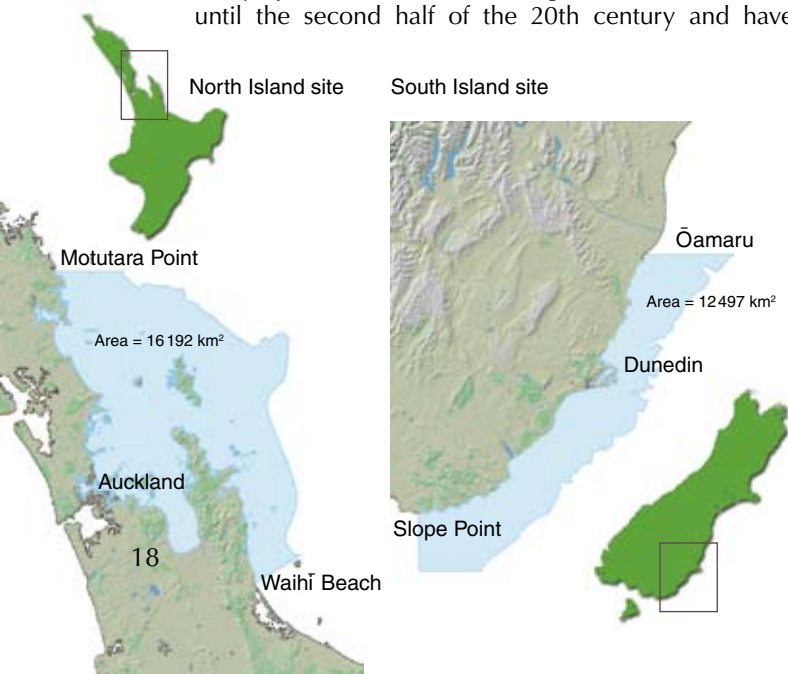 until the second half of the 20th century and have
North Island site
South Island site
Motutara Point
Area = 16 192 km²
Auckland
18
Waihī Beach
Ōamaru
Area = 12 497 km²
Dunedin
Slope Point